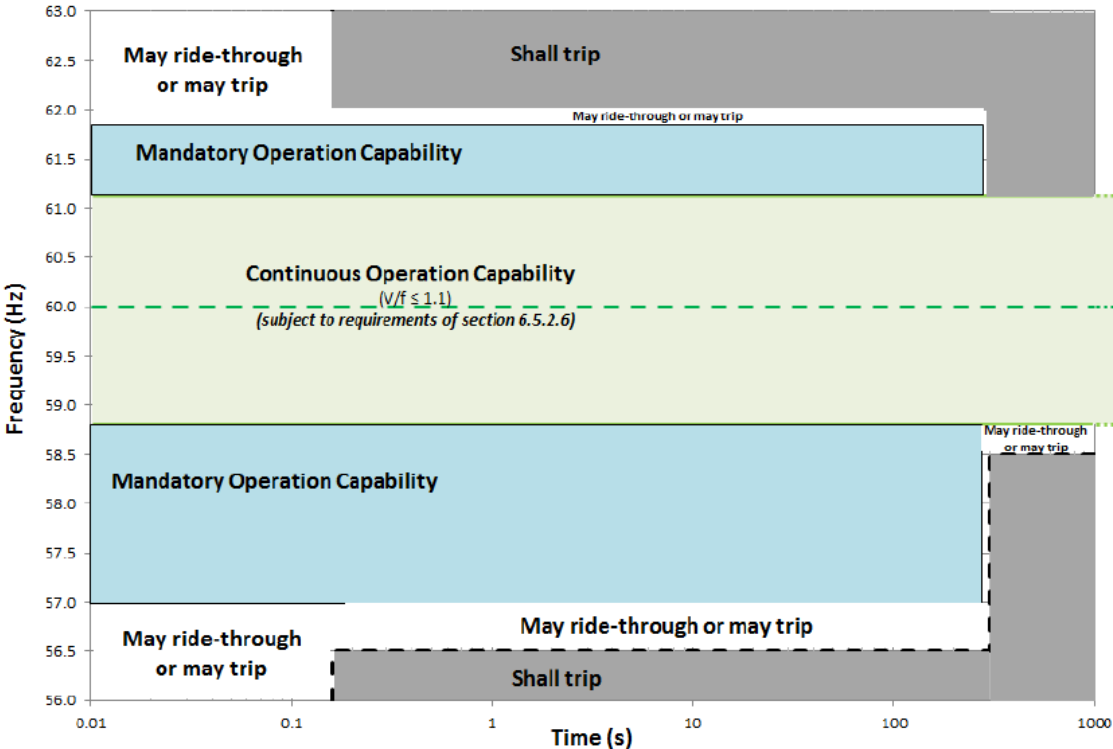 63.0
62.5
62.0
61.5
61.0
60.5
60.0
59.5
59.0
58.5
58.0
57.5
57.0
56.5
56.0
Frequency (Hz)
May ride-through
or may trip
Shall trip
May ride-through or may trip
Mandatory Operation Capability
Continuous Operation Capability
(V/f ≤ 1.1)
(subject to requirements of section 6.5.2.6)
May ride-through
or may trip
Mandatory Operation Capability
May ride-through
or may trip
May ride-through or may trip
Shall trip
0.01
0.1
1
10
100
1000
Time (s)